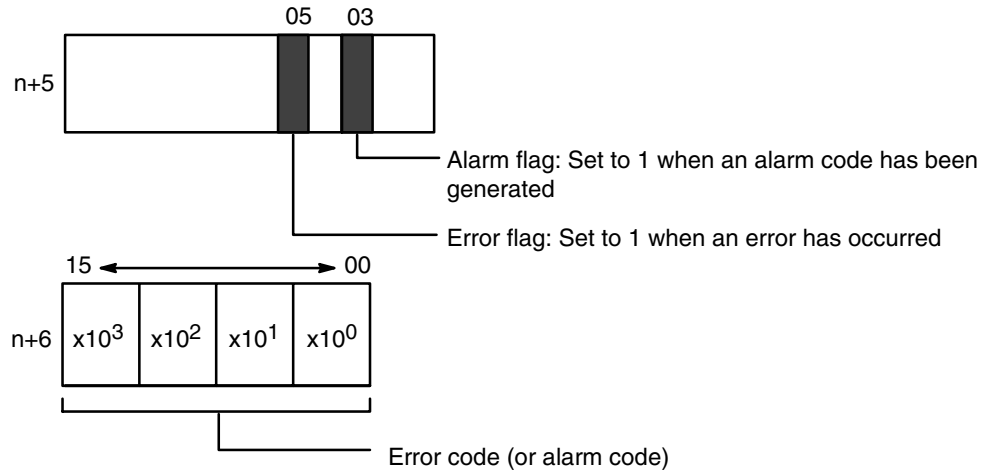 05 03
n+5
Alarm flag: Set to 1 when an alarm code has been
generated
Error flag: Set to 1 when an error has occurred
15 00
n+6 x10³ x10² x10¹ x10⁰
Error code (or alarm code)